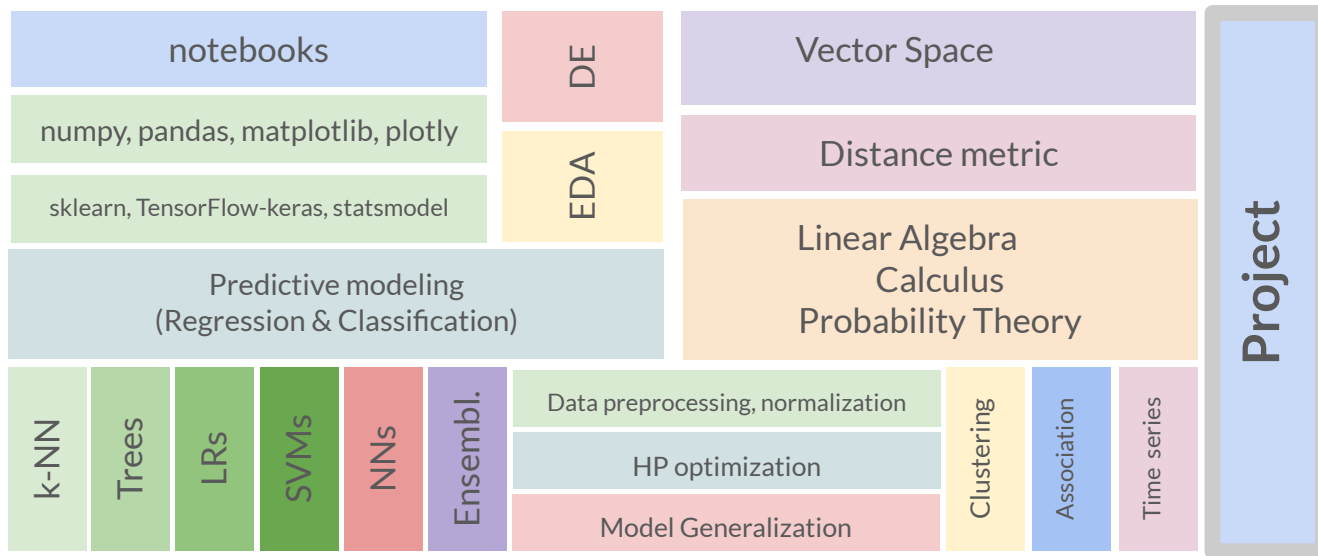 notebooks
DE
Vector Space
numpy, pandas, matplotlib, plotly
EDA
Distance metric
sklearn, TensorFlow-keras, statsmodel
Linear Algebra
Calculus
Probability Theory
Predictive modeling
(Regression & Classification)
Project
k-NN
Trees
LRs
SVMs
NNs
Ensembl.
Data preprocessing, normalization
HP optimization
Model Generalization
Clustering
Association
Time series